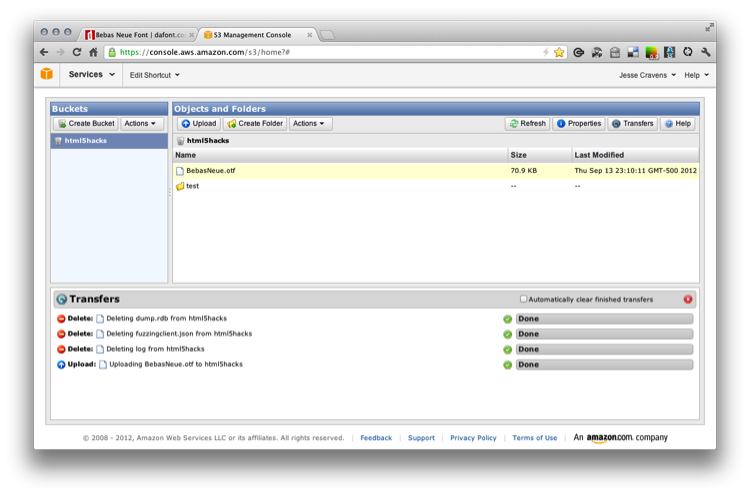 Bebas Neue Font | dafont.co
S3 Management Console
https://console.aws.amazon.com/s3/home?#
Services
Edit Shortcut
Jesse Cravens
Help
Buckets
Objects and Folders
Create Bucket
Actions
Upload
Create Folder
Actions
Refresh
Properties
Transfers
Help
html5hacks
html5hacks
Name
Size
Last Modified
BebasNeue.otf
70.9 KB
Thu Sep 13 23:10:11 GMT-500 2012
test
--
--
Transfers
Automatically clear finished transfers
Delete: Deleting dump.rdb from html5hacks
Done
Delete: Deleting fuzzingclient.json from html5hacks
Done
Delete: Deleting log from html5hacks
Done
Upload: Uploading BebasNeue.otf to html5hacks
Done
© 2008 - 2012, Amazon Web Services LLC or its affiliates. All rights reserved. | Feedback | Support | Privacy Policy | Terms of Use | An amazon.com. company